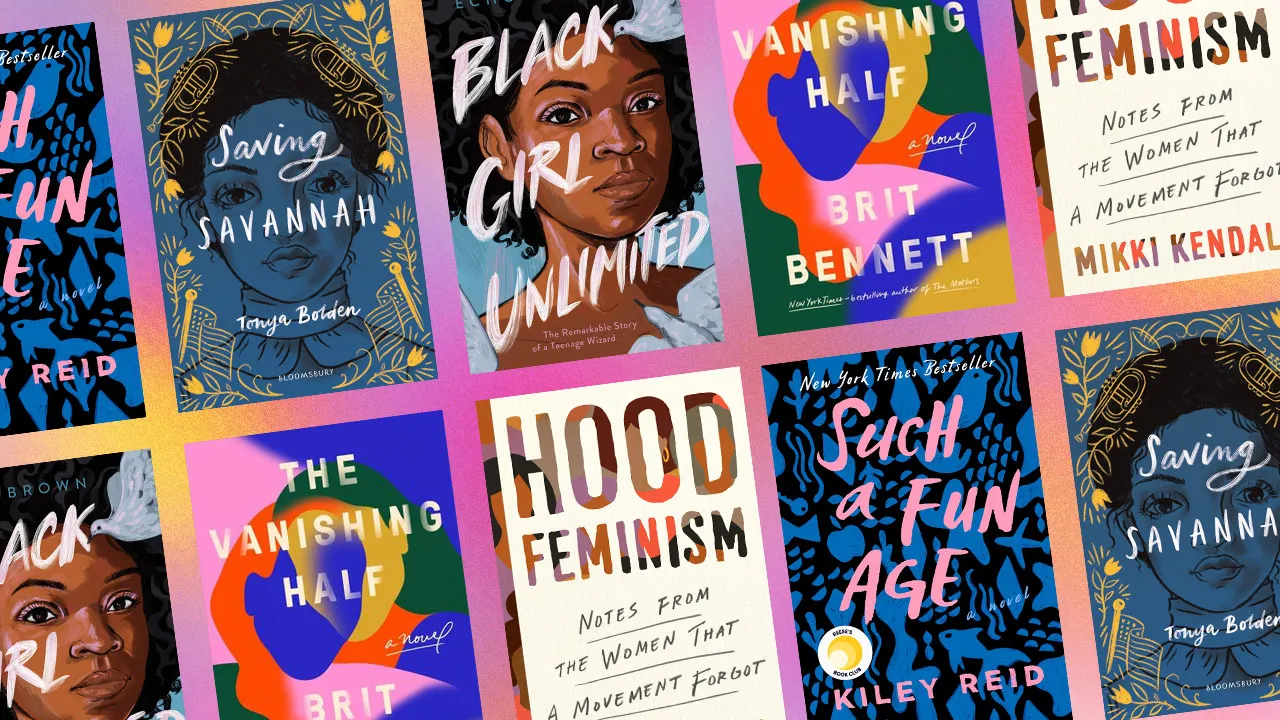 Bestseller
H
FUN
E
a novel
Y REID
Saving
SAVANNAH
Tonya Bolden
BLOOMSBURY
BLACK
GIRL
UNLIMITED
The Remarkable Story
of a Teenage Wizard
VANISHING
HALF
a novel
BRIT
BENNETT
New York Times-bestselling author of The Mothers
HOOD
FEMINISM
NOTES FROM
THE WOMEN THAT
A MOVEMENT FORGOT
MIKKI KENDAL
BROWN
ACK
RL
THE
VANISHING
HALF
a novel
BRIT
HOOD
FEMINISM
NOTES FROM
THE WOMEN THAT
A MOVEMENT FORGOT
New York Times Bestseller
SUCH
a FUN
AGE
a novel
REESE'S
BOOK CLUB
KILEY REID
Saving
SAVANNA
Tonya Bolden
BLOOMSBURY